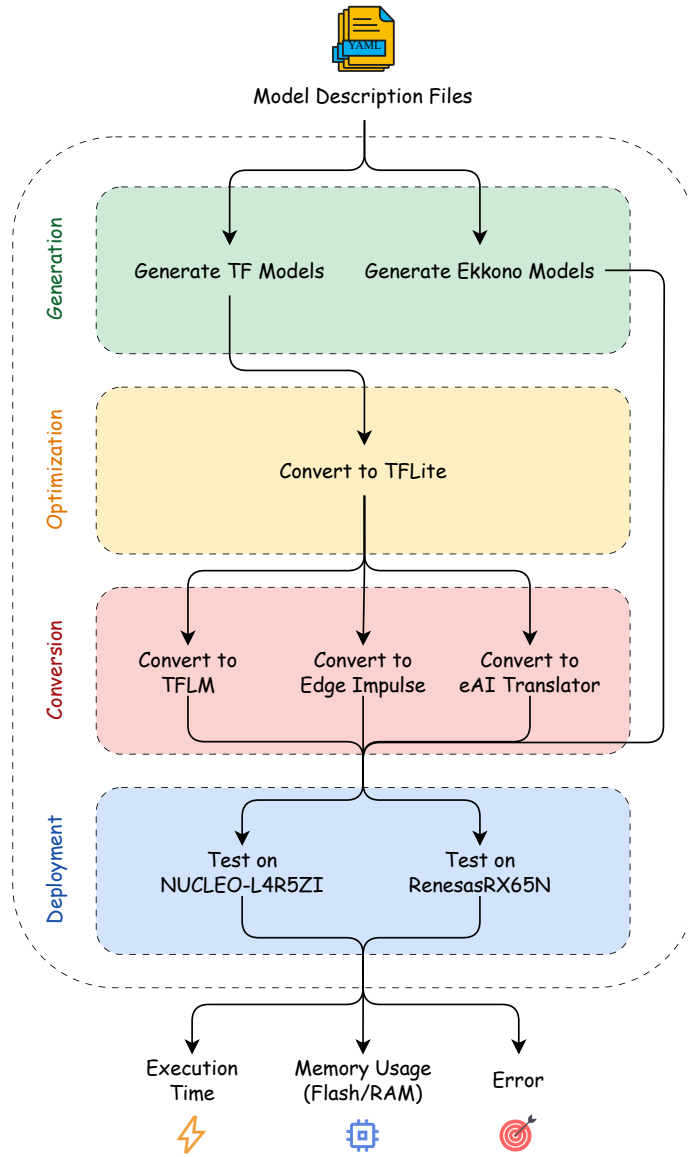 YAML
Model Description Files
Generation
Generate TF Models
Generate Ekkono Models
Optimization
Convert to TFLite
Conversion
Convert to
TFLM
Convert to
Edge Impulse
Convert to
eAI Translator
Deployment
Test on
NUCLEO-L4R5ZI
Test on
RenesasRX65N
Execution
Time
Memory Usage
(Flash/RAM)
Error